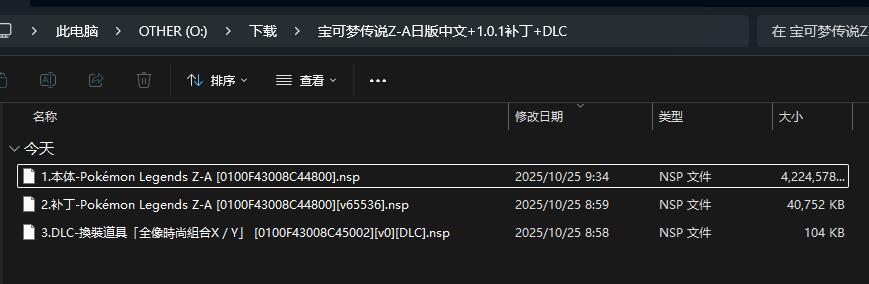 此电脑 > OTHER (O:) > 下载 > 宝可梦传说Z-A日版中文+1.0.1补丁+DLC 在 宝可梦传说Z
排序 查看 •••
名称 修改日期 类型 大小
今天
1.本体-Pokémon Legends Z-A [0100F43008C44800].nsp 2025/10/25 9:34 NSP 文件 4,224,578...
2.补丁-Pokémon Legends Z-A [0100F43008C44800][v65536].nsp 2025/10/25 8:59 NSP 文件 40,752 KB
3.DLC-換裝道具「全像時尚組合X / Y」 [0100F43008C45002][v0][DLC].nsp 2025/10/25 8:58 NSP 文件 104 KB